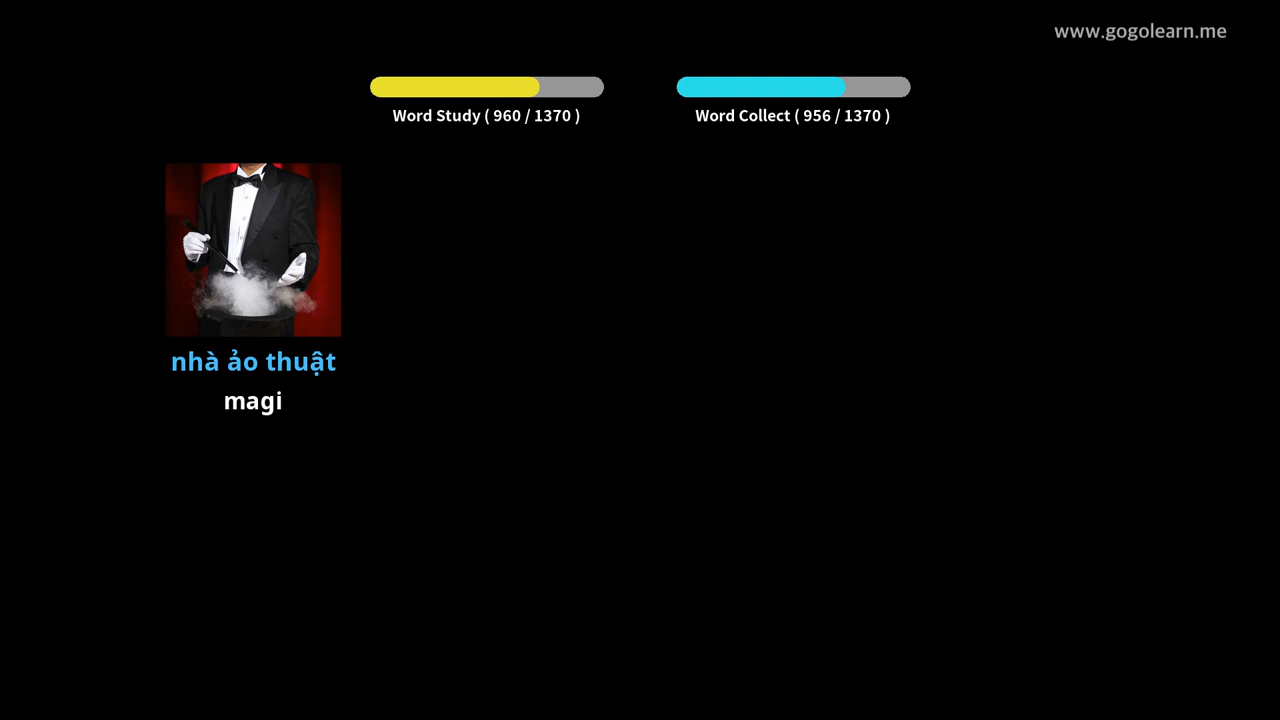 www.gogolearn.me
Word Study ( 960 / 1370 )
Word Collect ( 956 / 1370 )
nhà ảo thuật
magi